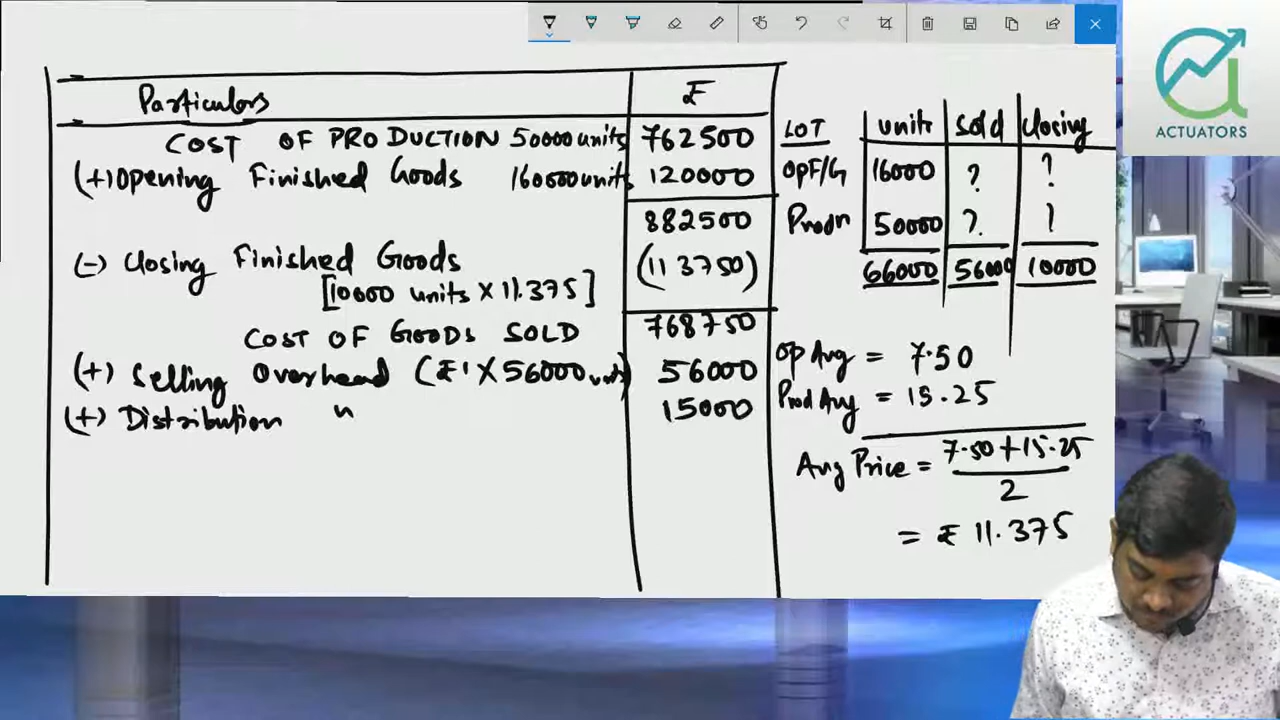 Particulars ₹
COST OF PRODUCTION 50000 units 762500
(+) Opening Finished Goods 160000 units 120000
882500
(-) Closing Finished Goods (113750)
[10000 units × 11.375]
COST OF GOODS SOLD 768750
(+) Selling Overhead (₹1 × 56000 units) 56000
(+) Distribution " 15000
LOT units sold closing
OPF/G 16000 ? ?
Prodn 50000 ? ?
66000 56000 10000
Op Avg = 7.50
Prod Avg = 15.25
Avg Price = 7.50 + 15.25
2
= ₹ 11.375
ACTUATORS